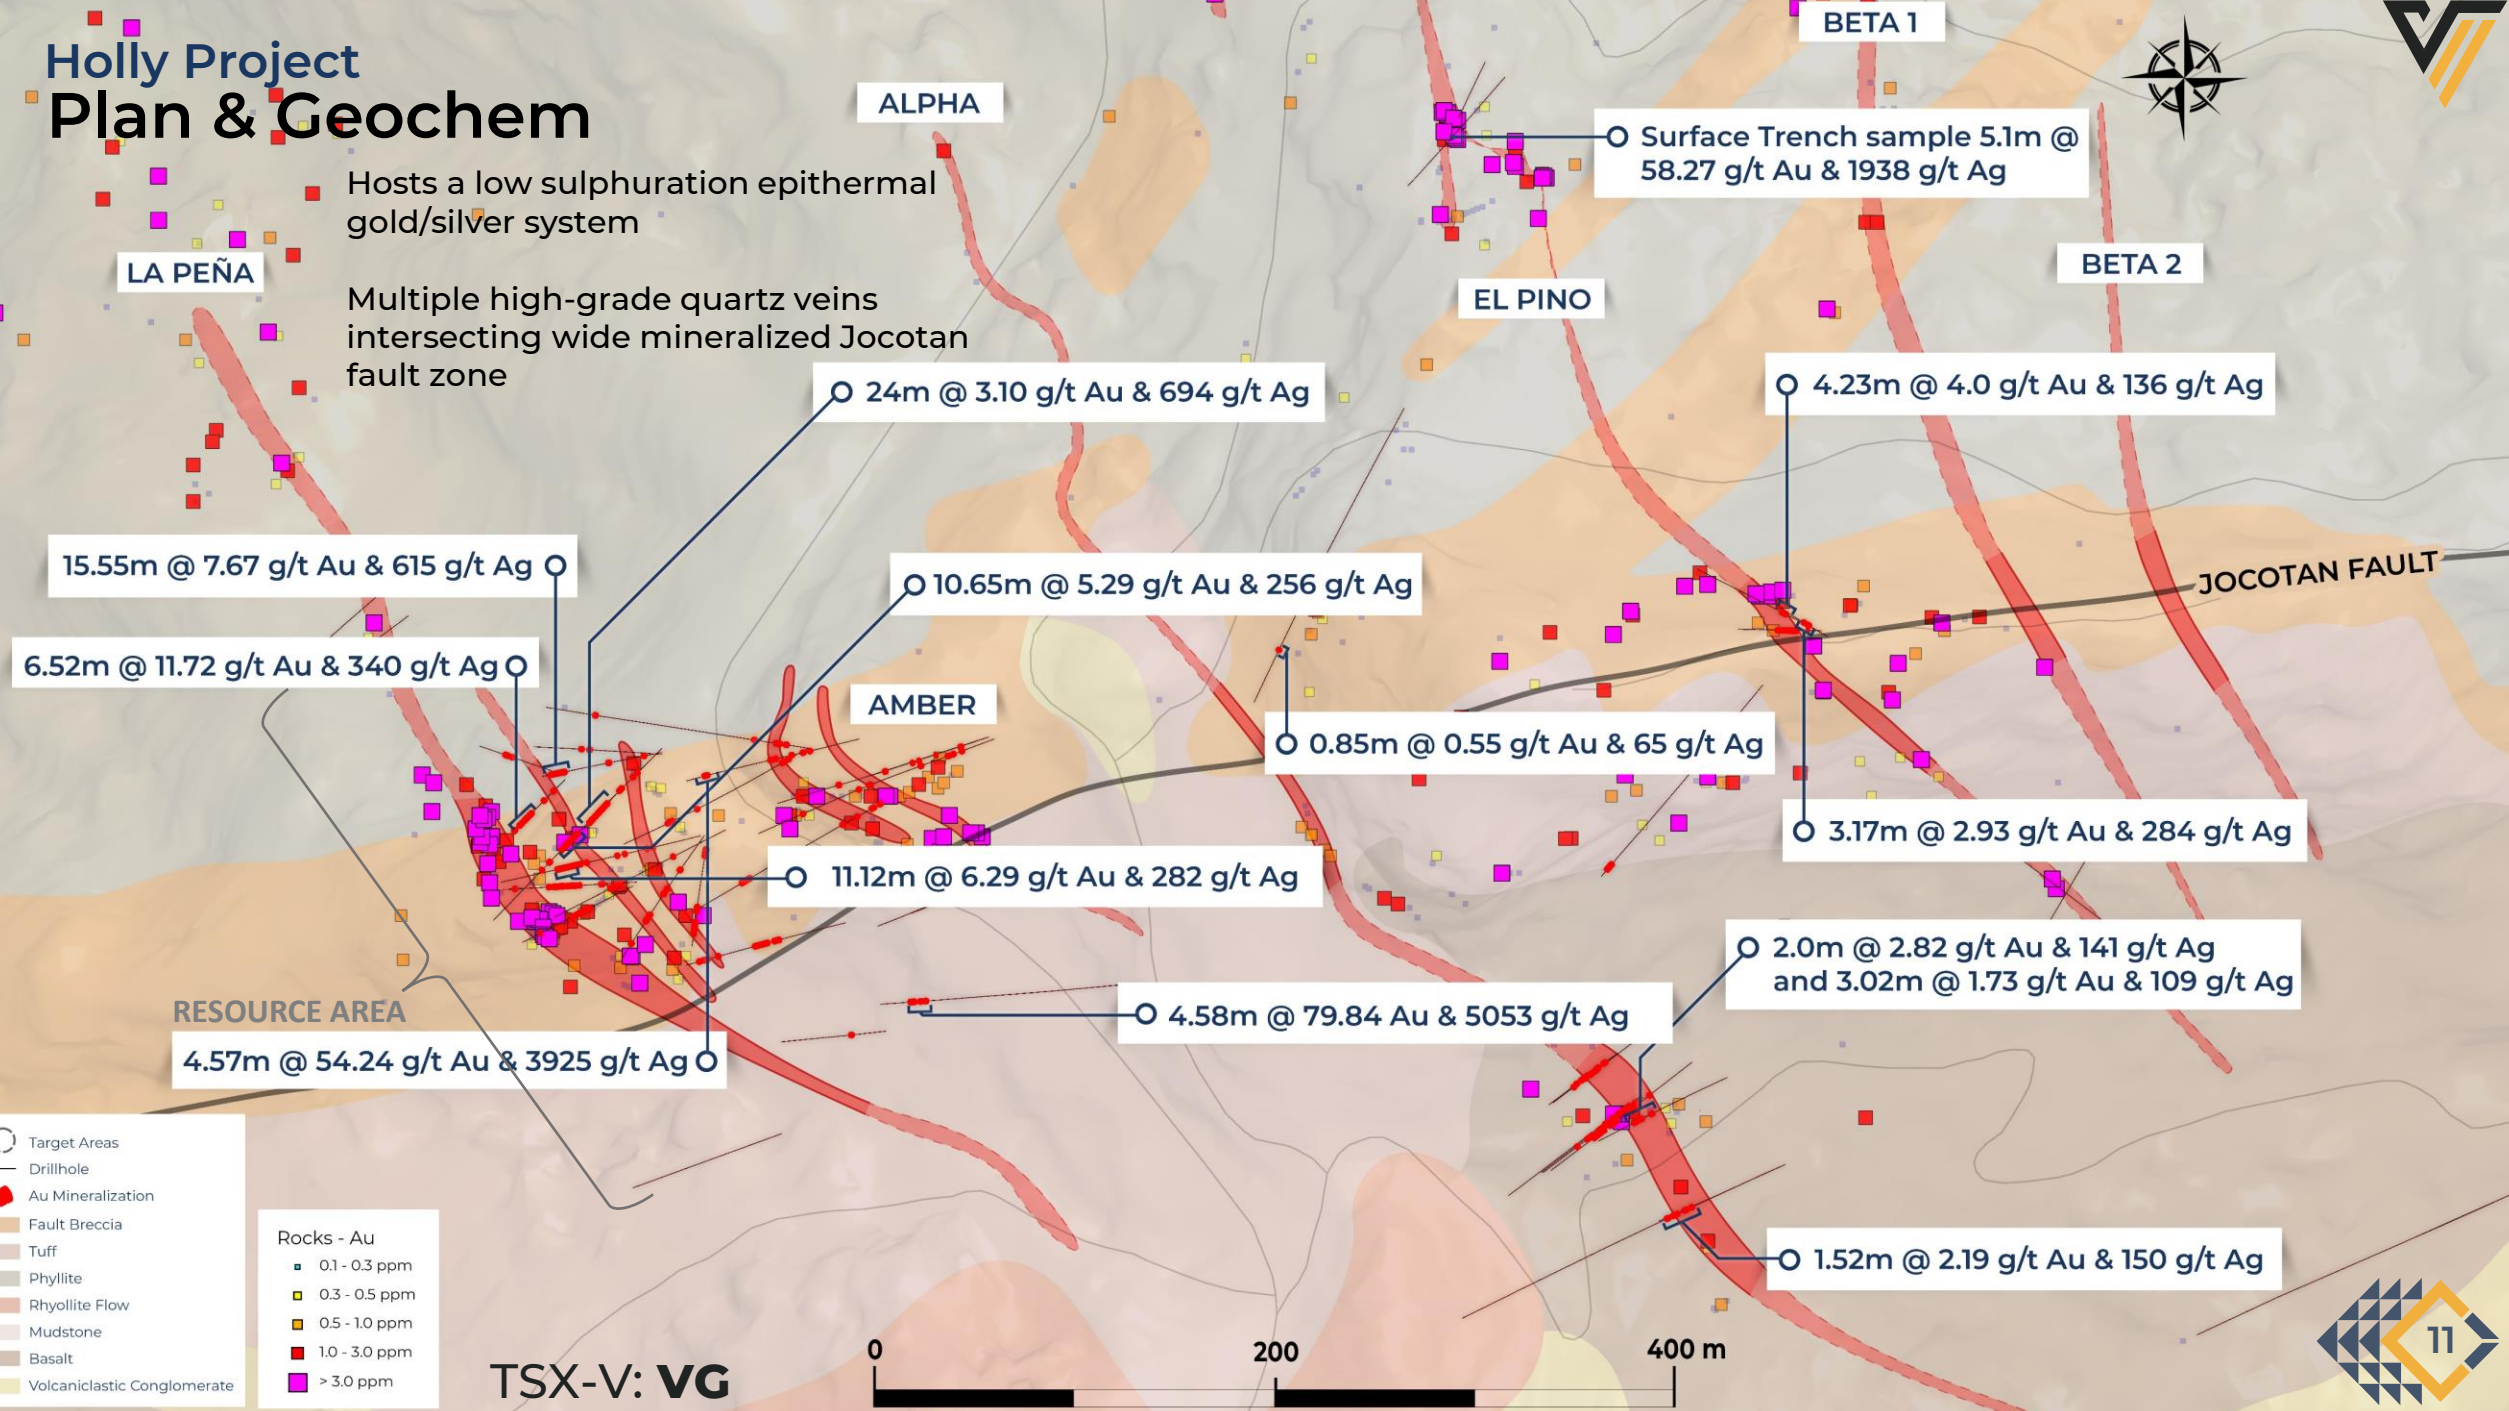 Holly Project
Plan & Geochem
Hosts a low sulphuration epithermal
gold/silver system
Multiple high-grade quartz veins
intersecting wide mineralized Jocotan
fault zone
BETA 1
ALPHA
Surface Trench sample 5.1m @
58.27 g/t Au & 1938 g/t Ag
LA PEÑA
BETA 2
EL PINO
24m @ 3.10 g/t Au & 694 g/t Ag
4.23m @ 4.0 g/t Au & 136 g/t Ag
15.55m @ 7.67 g/t Au & 615 g/t Ag
10.65m @ 5.29 g/t Au & 256 g/t Ag
JOCOTAN FAULT
6.52m @ 11.72 g/t Au & 340 g/t Ag
AMBER
0.85m @ 0.55 g/t Au & 65 g/t Ag
3.17m @ 2.93 g/t Au & 284 g/t Ag
11.12m @ 6.29 g/t Au & 282 g/t Ag
2.0m @ 2.82 g/t Au & 141 g/t Ag
and 3.02m @ 1.73 g/t Au & 109 g/t Ag
RESOURCE AREA
4.58m @ 79.84 Au & 5053 g/t Ag
4.57m @ 54.24 g/t Au & 3925 g/t Ag
1.52m @ 2.19 g/t Au & 150 g/t Ag
Target Areas
Drillhole
Au Mineralization
Fault Breccia
Tuff
Phyllite
Rhyollite Flow
Mudstone
Basalt
Volcaniclastic Conglomerate
Rocks - Au
0.1 - 0.3 ppm
0.3 - 0.5 ppm
0.5 - 1.0 ppm
1.0 - 3.0 ppm
> 3.0 ppm
TSX-V: VG
0
200
400 m
11